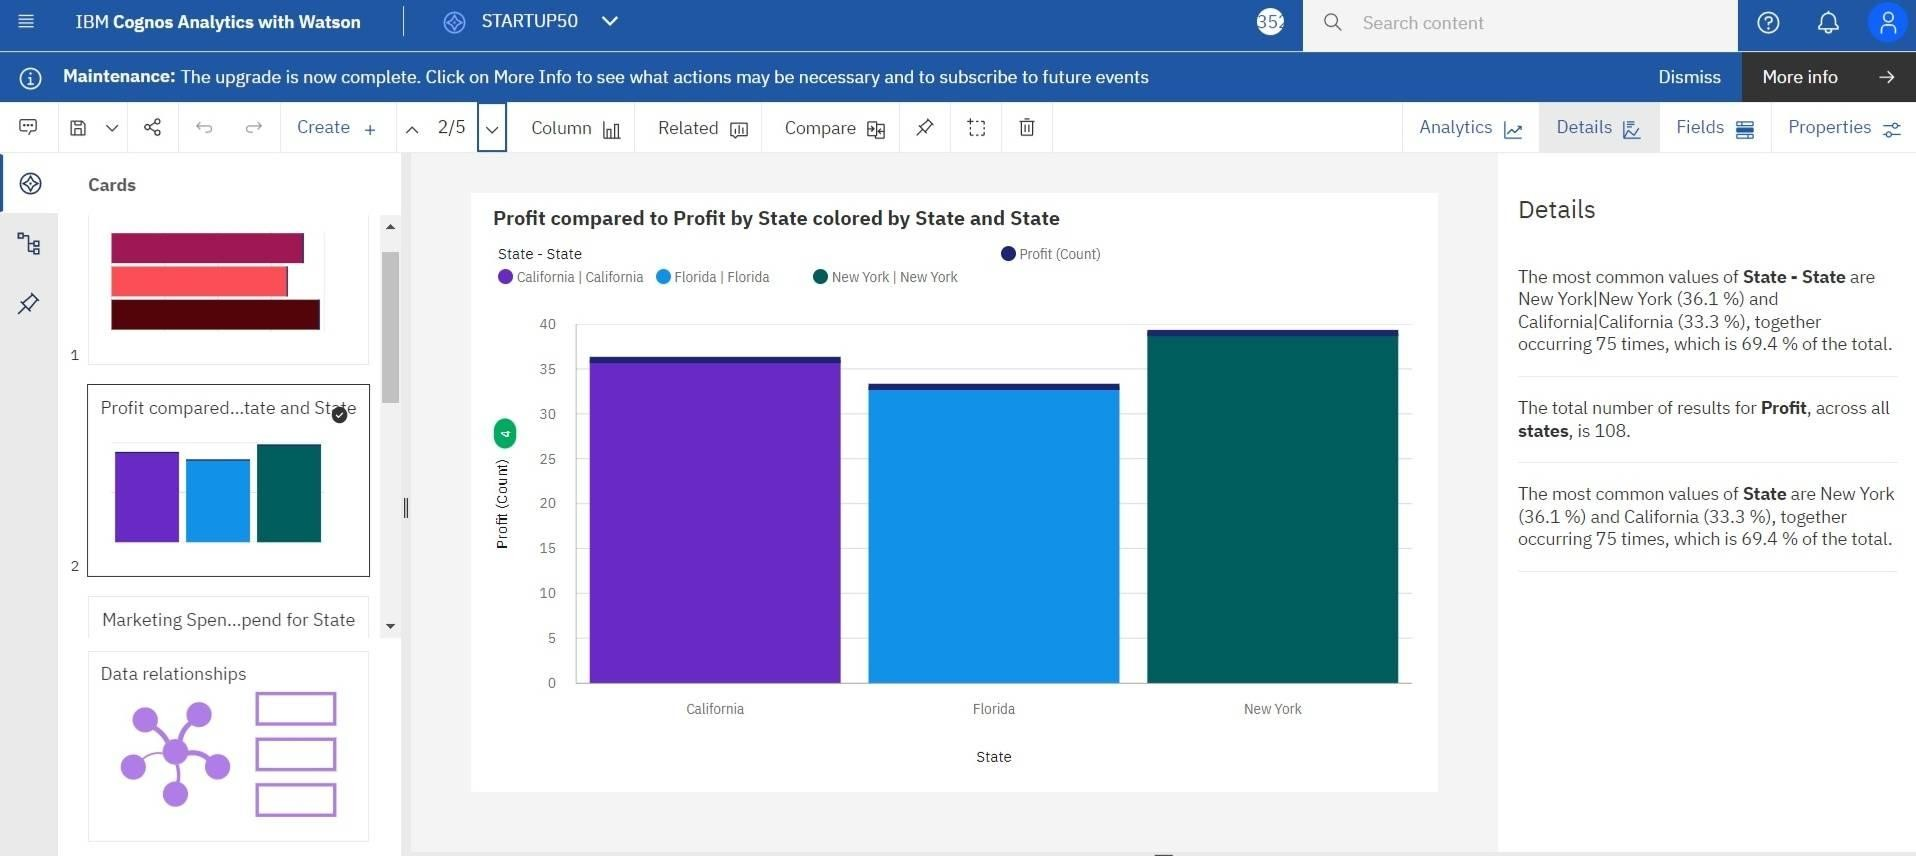 IBM Cognos Analytics with Watson
STARTUP50
352
Search content
Maintenance: The upgrade is now complete. Click on More Info to see what actions may be necessary and to subscribe to future events
Dismiss
More info
Create +
2/5
Column
Related
Compare
Analytics
Details
Fields
Properties
Cards
1
Profit compared...tate and State
2
Marketing Spen...pend for State
Data relationships
Profit compared to Profit by State colored by State and State
State - State
Profit (Count)
California | California
Florida | Florida
New York | New York
40
35
30
25
20
15
10
5
0
4
Profit (Count)
California
Florida
New York
State
Details
The most common values of State - State are
New York|New York (36.1 %) and
California|California (33.3 %), together
occurring 75 times, which is 69.4 % of the total.
The total number of results for Profit, across all
states, is 108.
The most common values of State are New York
(36.1 %) and California (33.3 %), together
occurring 75 times, which is 69.4 % of the total.